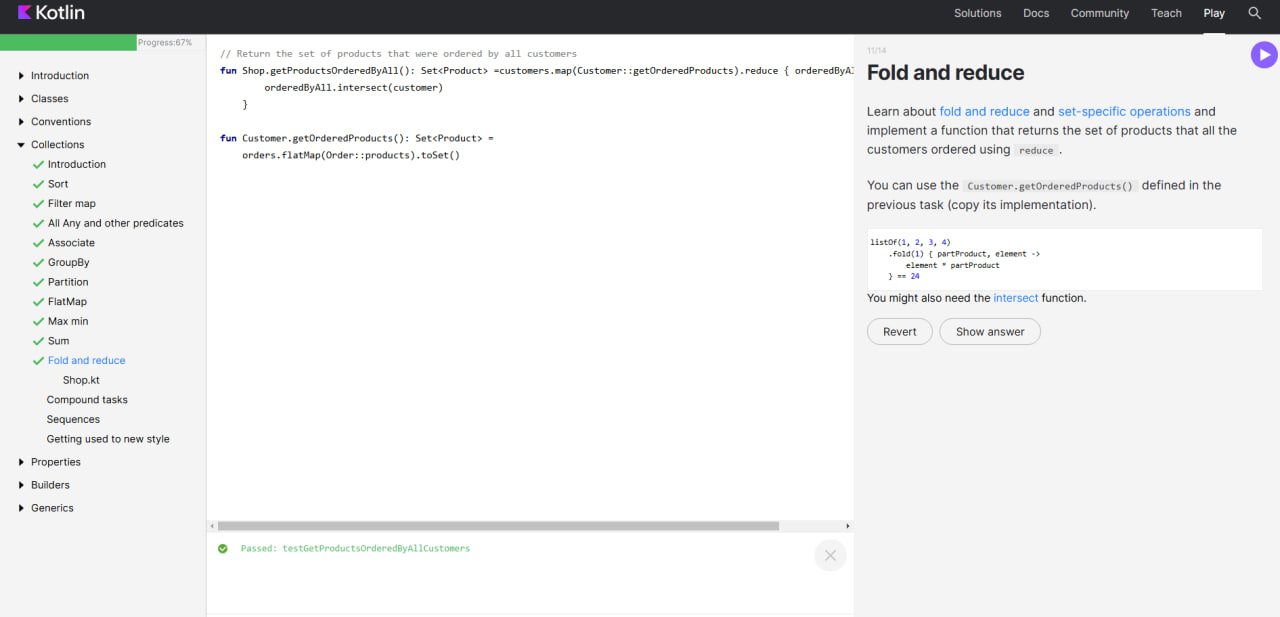 Kotlin
Solutions Docs Community Teach Play
Progress:67%
Introduction
Classes
Conventions
Collections
Introduction
Sort
Filter map
All Any and other predicates
Associate
GroupBy
Partition
FlatMap
Max min
Sum
Fold and reduce
Shop.kt
Compound tasks
Sequences
Getting used to new style
Properties
Builders
Generics
// Return the set of products that were ordered by all customers
fun Shop.getProductsOrderedByAll(): Set<Product> =customers.map(Customer::getOrderedProducts).reduce { orderedByAl
orderedByAll.intersect(customer)
}
fun Customer.getOrderedProducts(): Set<Product> =
orders.flatMap(Order::products).toSet()
Passed: testGetProductsOrderedByAllCustomers
11/14
Fold and reduce
Learn about fold and reduce and set-specific operations and
implement a function that returns the set of products that all the
customers ordered using reduce .
You can use the Customer.getOrderedProducts() defined in the
previous task (copy its implementation).
listOf(1, 2, 3, 4)
.fold(1) { partProduct, element ->
element * partProduct
} == 24
You might also need the intersect function.
Revert
Show answer